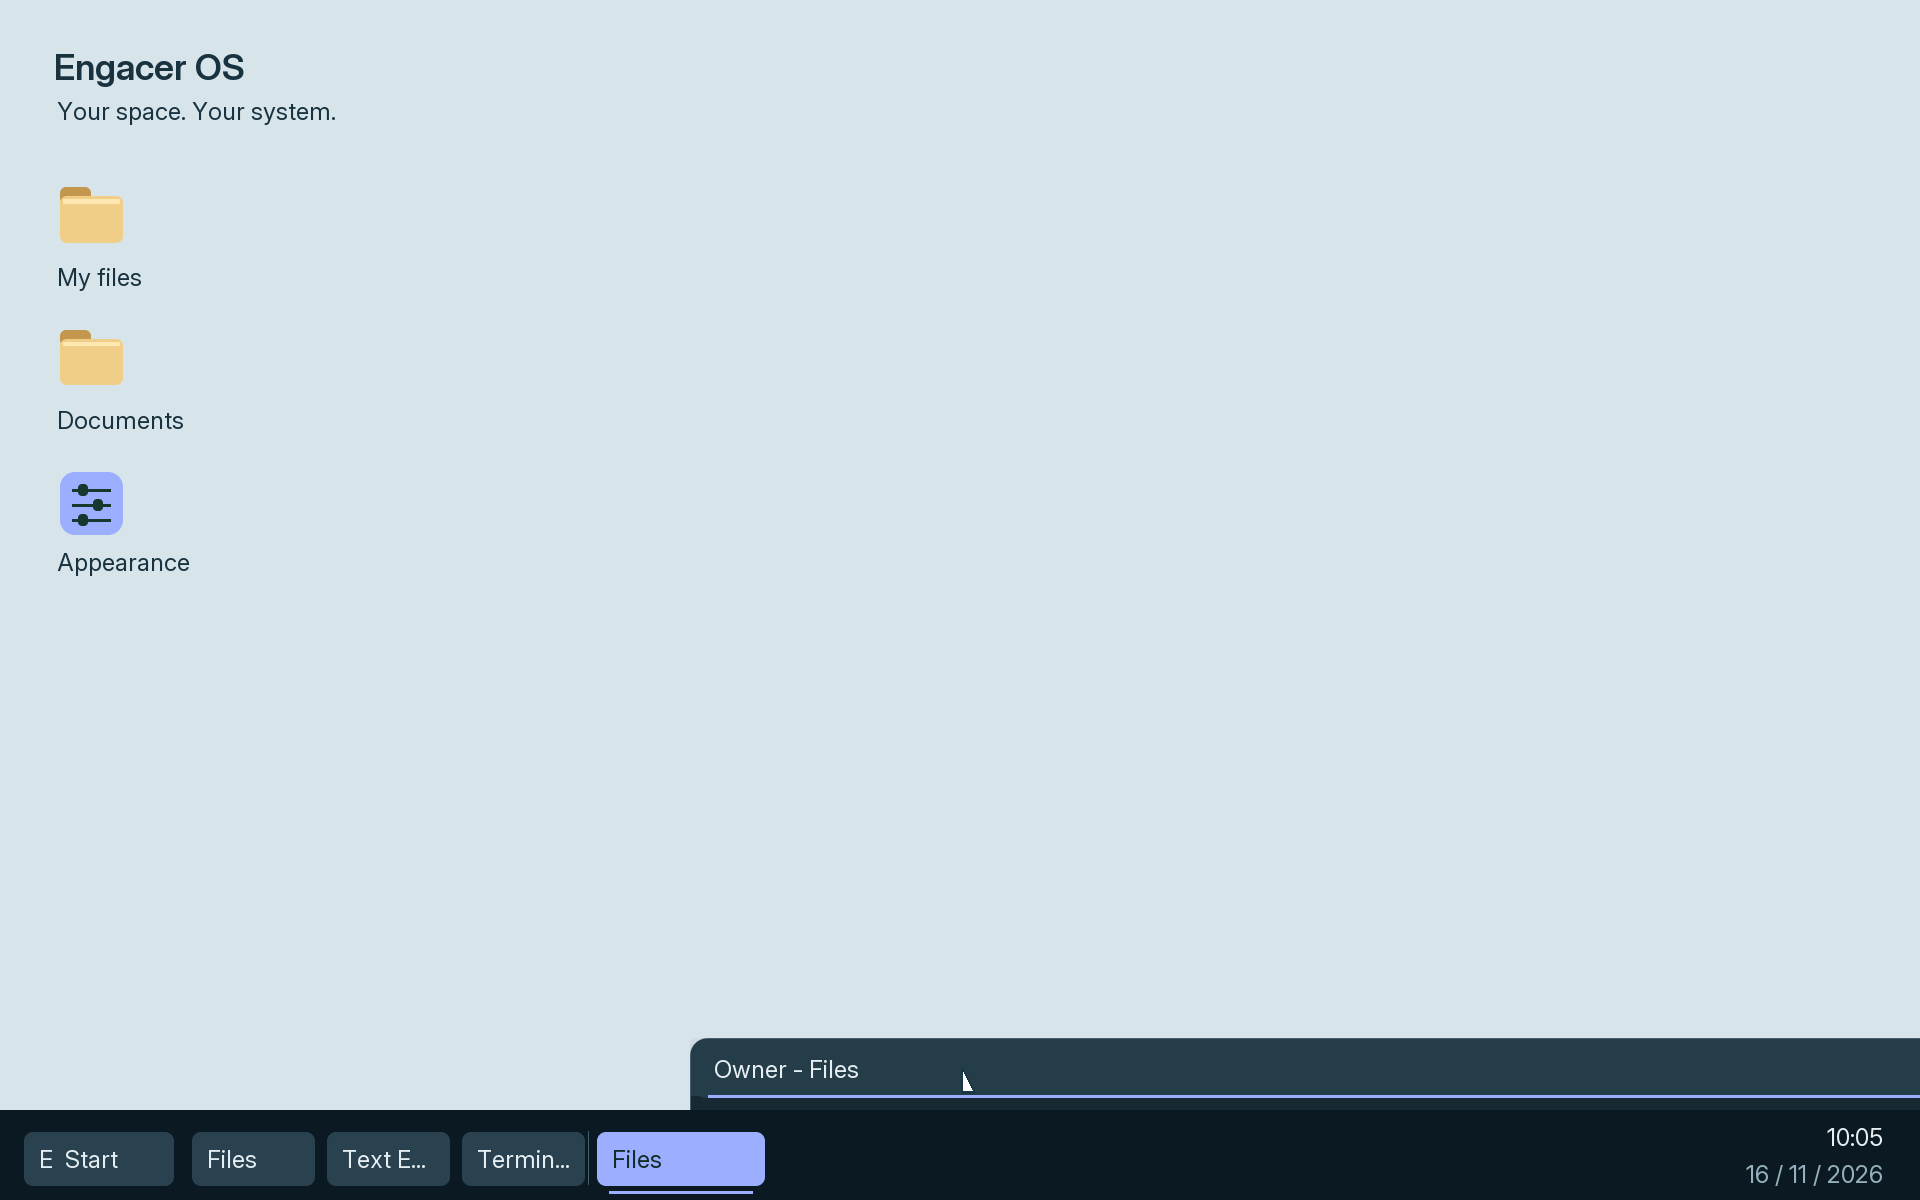 Engacer OS
Your space. Your system.
My files
Documents
Appearance
Owner - Files
E Start
Files
Text E...
Termin...
Files
10:05
16 / 11 / 2026